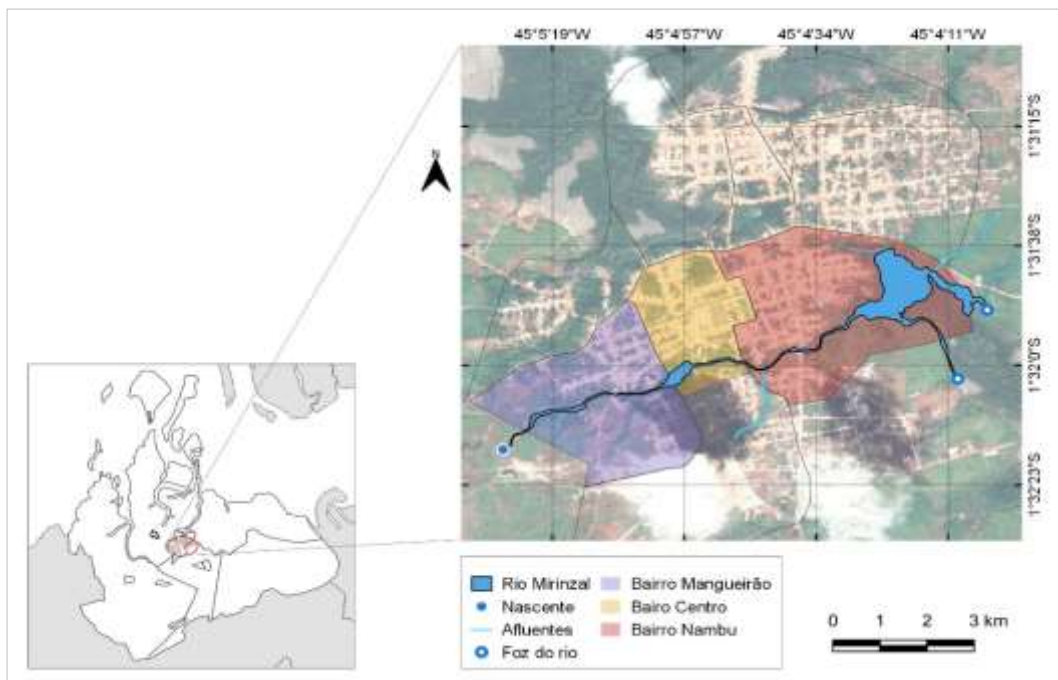 45°5'19"W 45°4'57"W 45°4'34"W 45°4'11"W
N
1°31'15"S
1°31'38"S
1°32'0"S
1°32'23"S
Rio Mirinzal
Nascente
Afluentes
Foz do rio
Bairro Mangueirão
Bairo Centro
Bairro Nambu
0 1 2 3 km